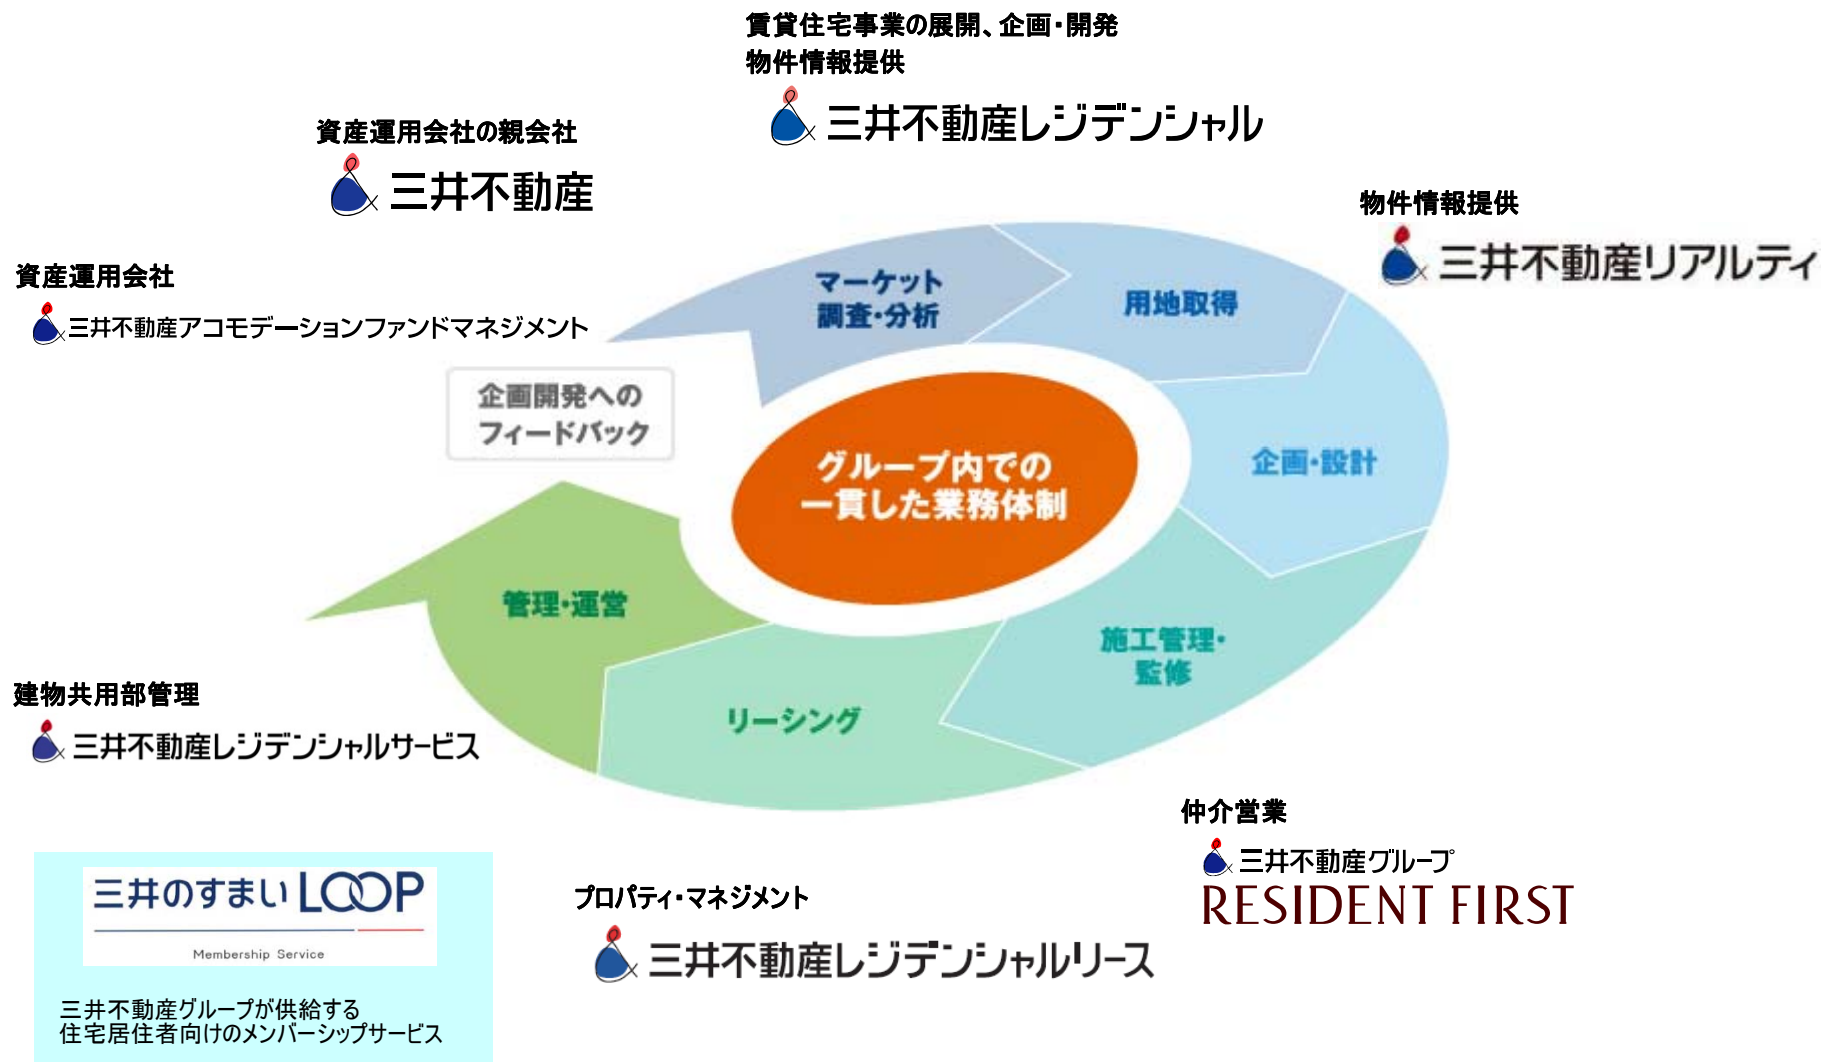 賃貸住宅事業の展開、企画・開発
物件情報提供
三井不動産レジデンシャル
資産運用会社の親会社
三井不動産
物件情報提供
三井不動産リアルティ
資産運用会社
三井不動産アコモデーションファンドマネジメント
マーケット
調査・分析
用地取得
企画開発への
フィードバック
グループ内での
一貫した業務体制
企画・設計
管理・運営
施工管理・
監修
リーシング
建物共用部管理
三井不動産レジデンシャルサービス
仲介営業
三井不動産グループ
RESIDENT FIRST
プロパティ・マネジメント
三井不動産レジデンシャルリース
三井のすまいLOOP
Membership Service
三井不動産グループが供給する
住宅居住者向けのメンバーシップサービス